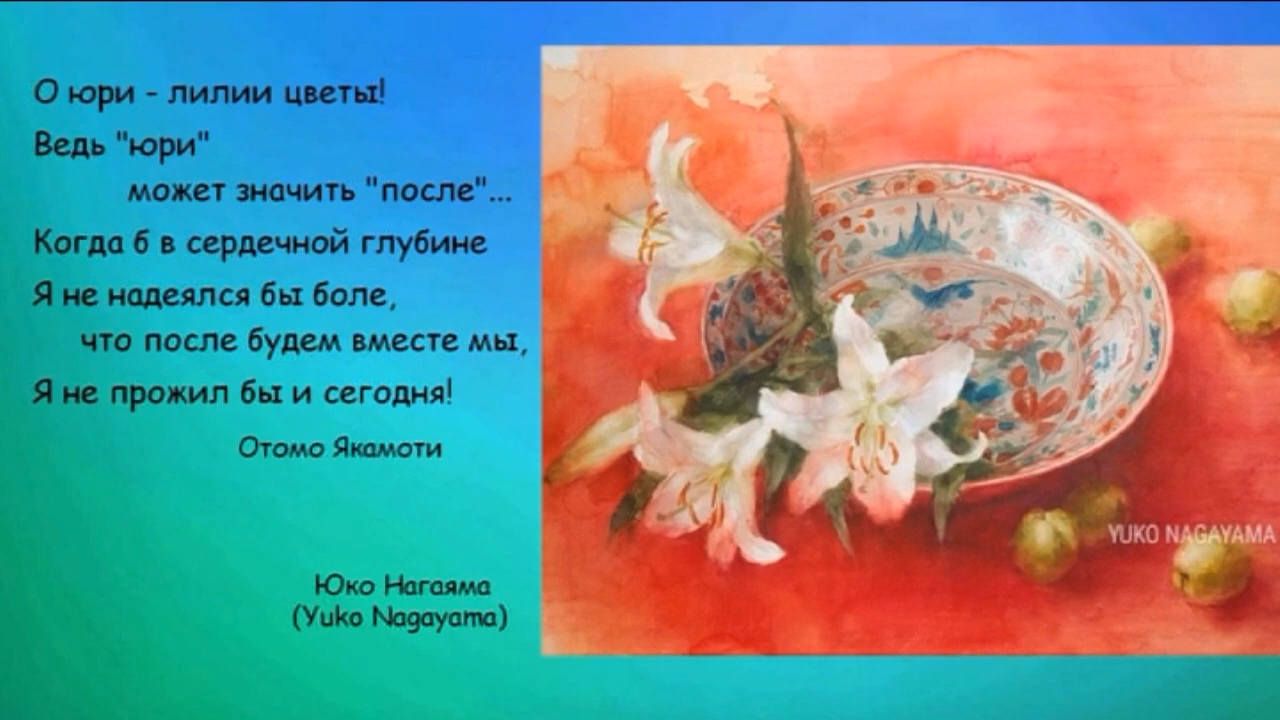 О юри - лилии цветы!
Ведь "юри"
может значить "после"...
Когда б в сердечной глубине
Я не надеялся бы боле,
что после будем вместе мы,
Я не прожил бы и сегодня!
Отомо Якамоти
Юко Нагаяма
(Yuko Nagayama)
YUKO NAGAYAMA